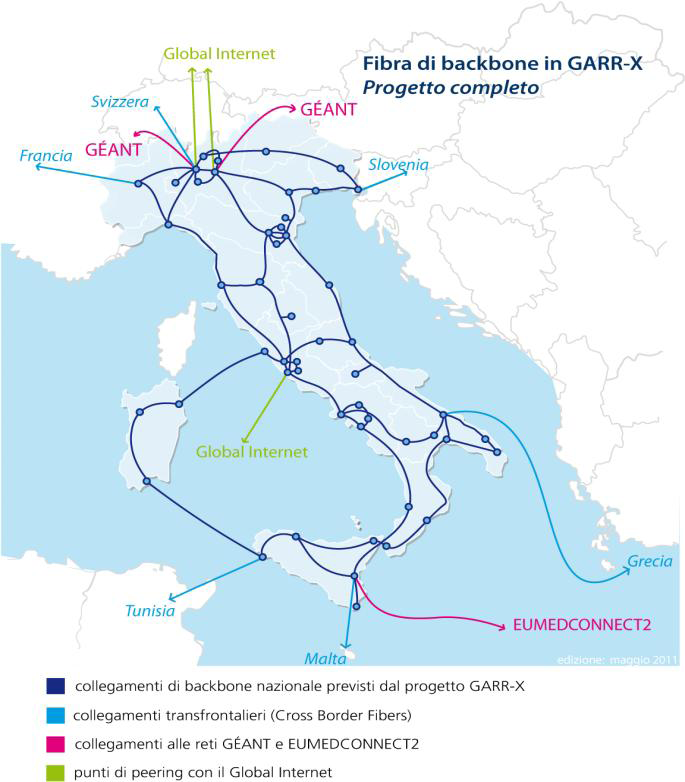 Global Internet
Fibra di backbone in GARR-X
Progetto completo
Svizzera
GÉANT
GÉANT
Francia
Slovenia
Global Internet
Grecia
Tunisia
EUMEDCONNECT2
Malta
edizione: maggio 2011
collegamenti di backbone nazionale previsti dal progetto GARR-X
collegamenti transfrontalieri (Cross Border Fibers)
collegamenti alle reti GÉANT e EUMEDCONNECT2
punti di peering con il Global Internet